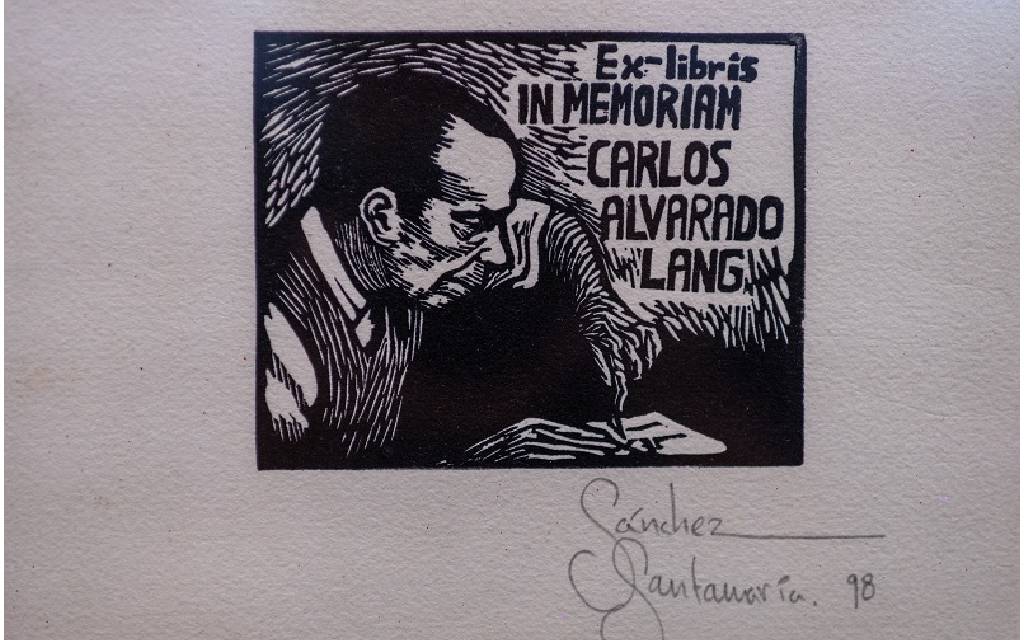 Ex-libris
IN MEMORIAM
CARLOS
ALVARADO
LANG
Sánchez
Santamaría. 98